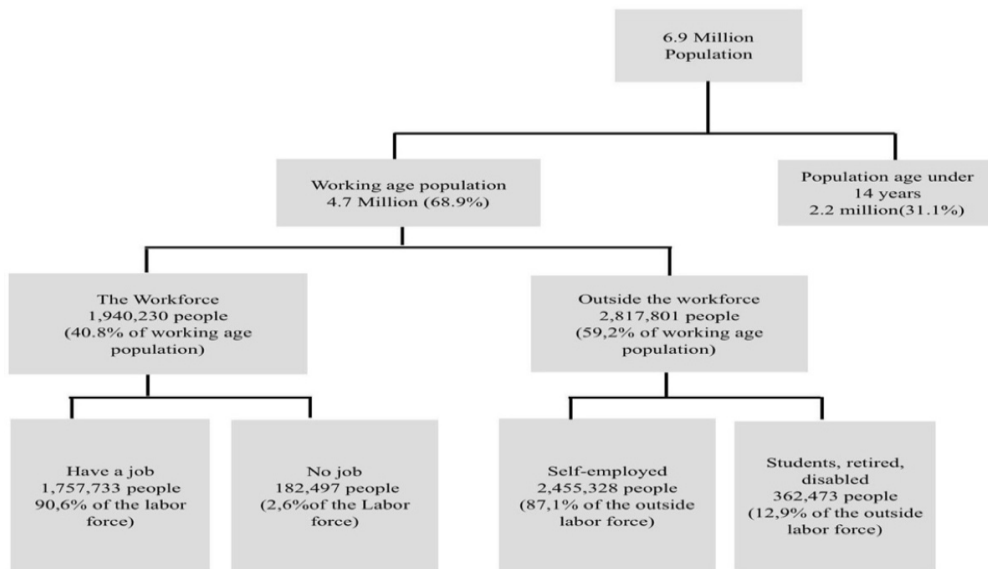 6.9 Million
Population
Working age population
4.7 Million (68.9%)
Population age under
14 years
2.2 million(31.1%)
The Workforce
1,940,230 people
(40.8% of working age
population)
Outside the workforce
2,817,801 people
(59,2% of working age
population)
Have a job
1,757,733 people
90,6% of the labor
force)
No job
182,497 people
(2,6%of the Labor
force)
Self-employed
2,455,328 people
(87,1% of the outside
labor force)
Students, retired,
disabled
362,473 people
(12,9% of the outside
labor force)